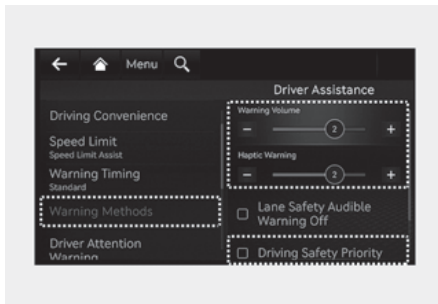 Menu
Driver Assistance
Driving Convenience
Speed Limit
Speed Limit Assist
Warning Timing
Standard
Warning Methods
Driver Attention
Warning
Warning Volume
- 2 +
Haptic Warning
- 2 +
Lane Safety Audible
Warning Off
Driving Safety Priority